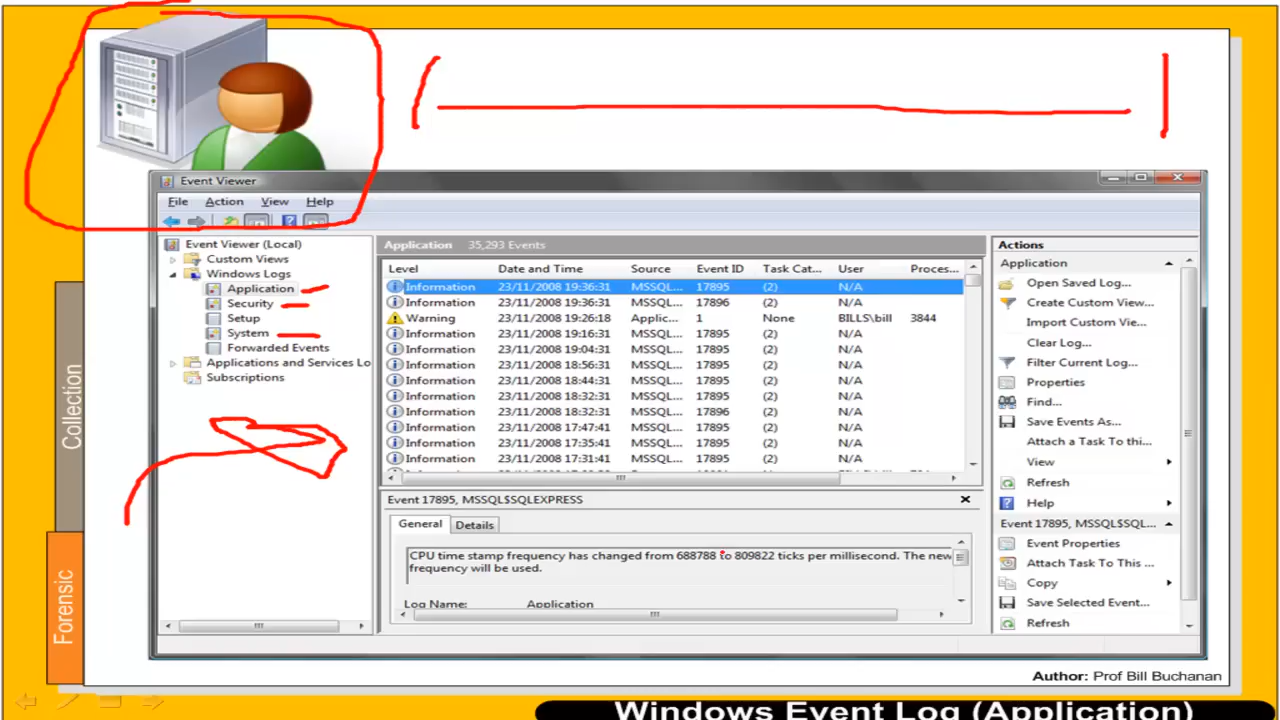 Event Viewer
File Action View Help
Event Viewer (Local)
Custom Views
Windows Logs
Application
Security
Setup
System
Forwarded Events
Applications and Services Lo
Subscriptions
Application 35,293 Events
Level Date and Time Source Event ID Task Cat... User Proces...
Information 23/11/2008 19:36:31 MSSQL... 17895 (2) N/A
Information 23/11/2008 19:36:31 MSSQL... 17896 (2) N/A
Warning 23/11/2008 19:26:18 Applic... 1 None BILLS\bill 3844
Information 23/11/2008 19:16:31 MSSQL... 17895 (2) N/A
Information 23/11/2008 19:04:31 MSSQL... 17895 (2) N/A
Information 23/11/2008 18:56:31 MSSQL... 17895 (2) N/A
Information 23/11/2008 18:44:31 MSSQL... 17895 (2) N/A
Information 23/11/2008 18:32:31 MSSQL... 17895 (2) N/A
Information 23/11/2008 18:32:31 MSSQL... 17896 (2) N/A
Information 23/11/2008 17:47:41 MSSQL... 17895 (2) N/A
Information 23/11/2008 17:35:41 MSSQL... 17895 (2) N/A
Information 23/11/2008 17:31:41 MSSQL... 17895 (2) N/A
Event 17895, MSSQL$SQLEXPRESS
General Details
CPU time stamp frequency has changed from 688788 to 809822 ticks per millisecond. The new
frequency will be used.
Log Name: Application
Actions
Application
Open Saved Log...
Create Custom View...
Import Custom Vie...
Clear Log...
Filter Current Log...
Properties
Find...
Save Events As...
Attach a Task To thi...
View
Refresh
Help
Event 17895, MSSQL$SQL...
Event Properties
Attach Task To This ...
Copy
Save Selected Event...
Refresh
Collection
Forensic
Author: Prof Bill Buchanan
Windows Event Log (Application)